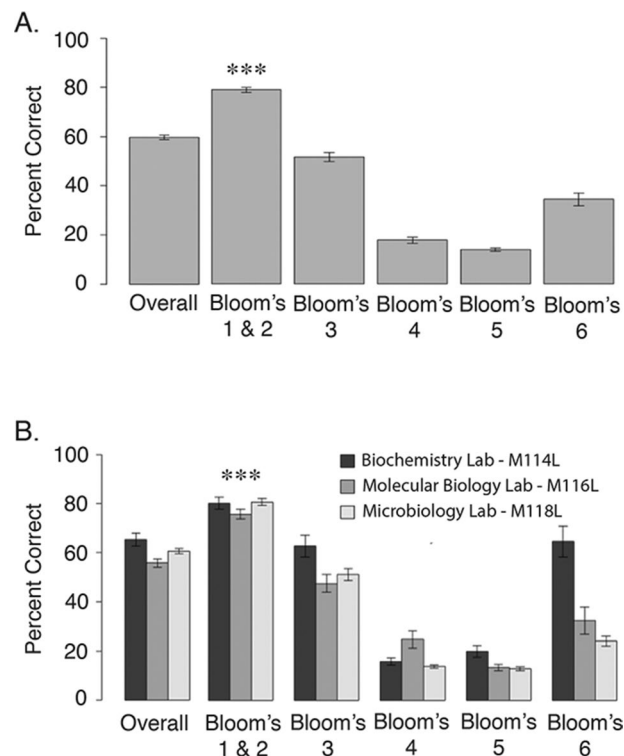 A.
Percent Correct
100
80
60
40
20
0
***
Overall Bloom's Bloom's Bloom's Bloom's Bloom's
1 & 2 3 4 5 6
B.
Percent Correct
100
80
60
40
20
0
***
Biochemistry Lab - M114L
Molecular Biology Lab - M116L
Microbiology Lab - M118L
Overall Bloom's Bloom's Bloom's Bloom's Bloom's
1 & 2 3 4 5 6